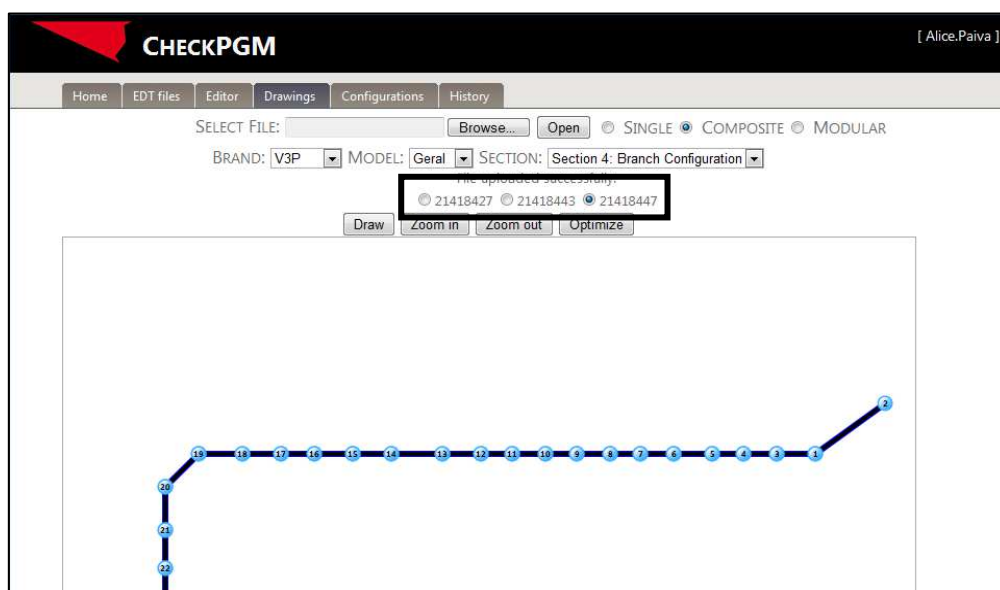 CHECKPGM
[ Alice.Paiva ]
Home EDT files Editor Drawings Configurations History
SELECT FILE: Browse... Open SINGLE COMPOSITE MODULAR
BRAND: V3P MODEL: Geral SECTION: Section 4: Branch Configuration
File uploaded successfully.
21418427 21418443 21418447
Draw Zoom in Zoom out Optimize
2
19 18 17 16 15 14 13 12 11 10 9 8 7 6 5 4 3 1
20
21
22